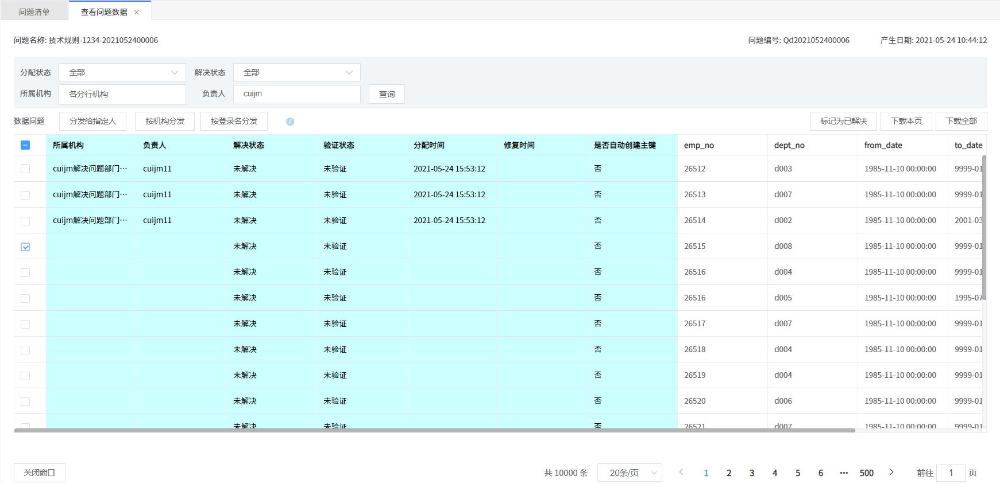 问题清单 查看问题数据 ×
问题名称: 技术规则-1234-2021052400006 问题编号: Qd2021052400006 产生日期: 2021-05-24 10:44:12
分配状态 全部 解决状态 全部
所属机构 各分行机构 负责人 cuijm 查询
数据问题 分发给指定人 按机构分发 按登录名分发 i 标记为已解决 下载本页 下载全部
所属机构 负责人 解决状态 验证状态 分配时间 修复时间 是否自动创建主键 emp_no dept_no from_date to_date
cuijm解决问题部门··· cuijm11 未解决 未验证 2021-05-24 15:53:12 否 26512 d003 1985-11-10 00:00:00 9999-01
cuijm解决问题部门··· cuijm11 未解决 未验证 2021-05-24 15:53:12 否 26513 d007 1985-11-10 00:00:00 9999-01
cuijm解决问题部门··· cuijm11 未解决 未验证 2021-05-24 15:53:12 否 26514 d002 1985-11-10 00:00:00 2001-03
未解决 未验证 否 26515 d008 1985-11-10 00:00:00 9999-01
未解决 未验证 否 26516 d004 1985-11-10 00:00:00 9999-01
未解决 未验证 否 26516 d005 1985-11-10 00:00:00 1995-07
未解决 未验证 否 26517 d007 1985-11-10 00:00:00 9999-01
未解决 未验证 否 26518 d004 1985-11-10 00:00:00 9999-01
未解决 未验证 否 26519 d004 1985-11-10 00:00:00 9999-01
未解决 未验证 否 26520 d006 1985-11-10 00:00:00 9999-01
未解决 未验证 否 26521 d007 1985-11-10 00:00:00 9999-01
关闭窗口 共 10000 条 20条/页 < 1 2 3 4 5 6 ··· 500 > 前往 1 页